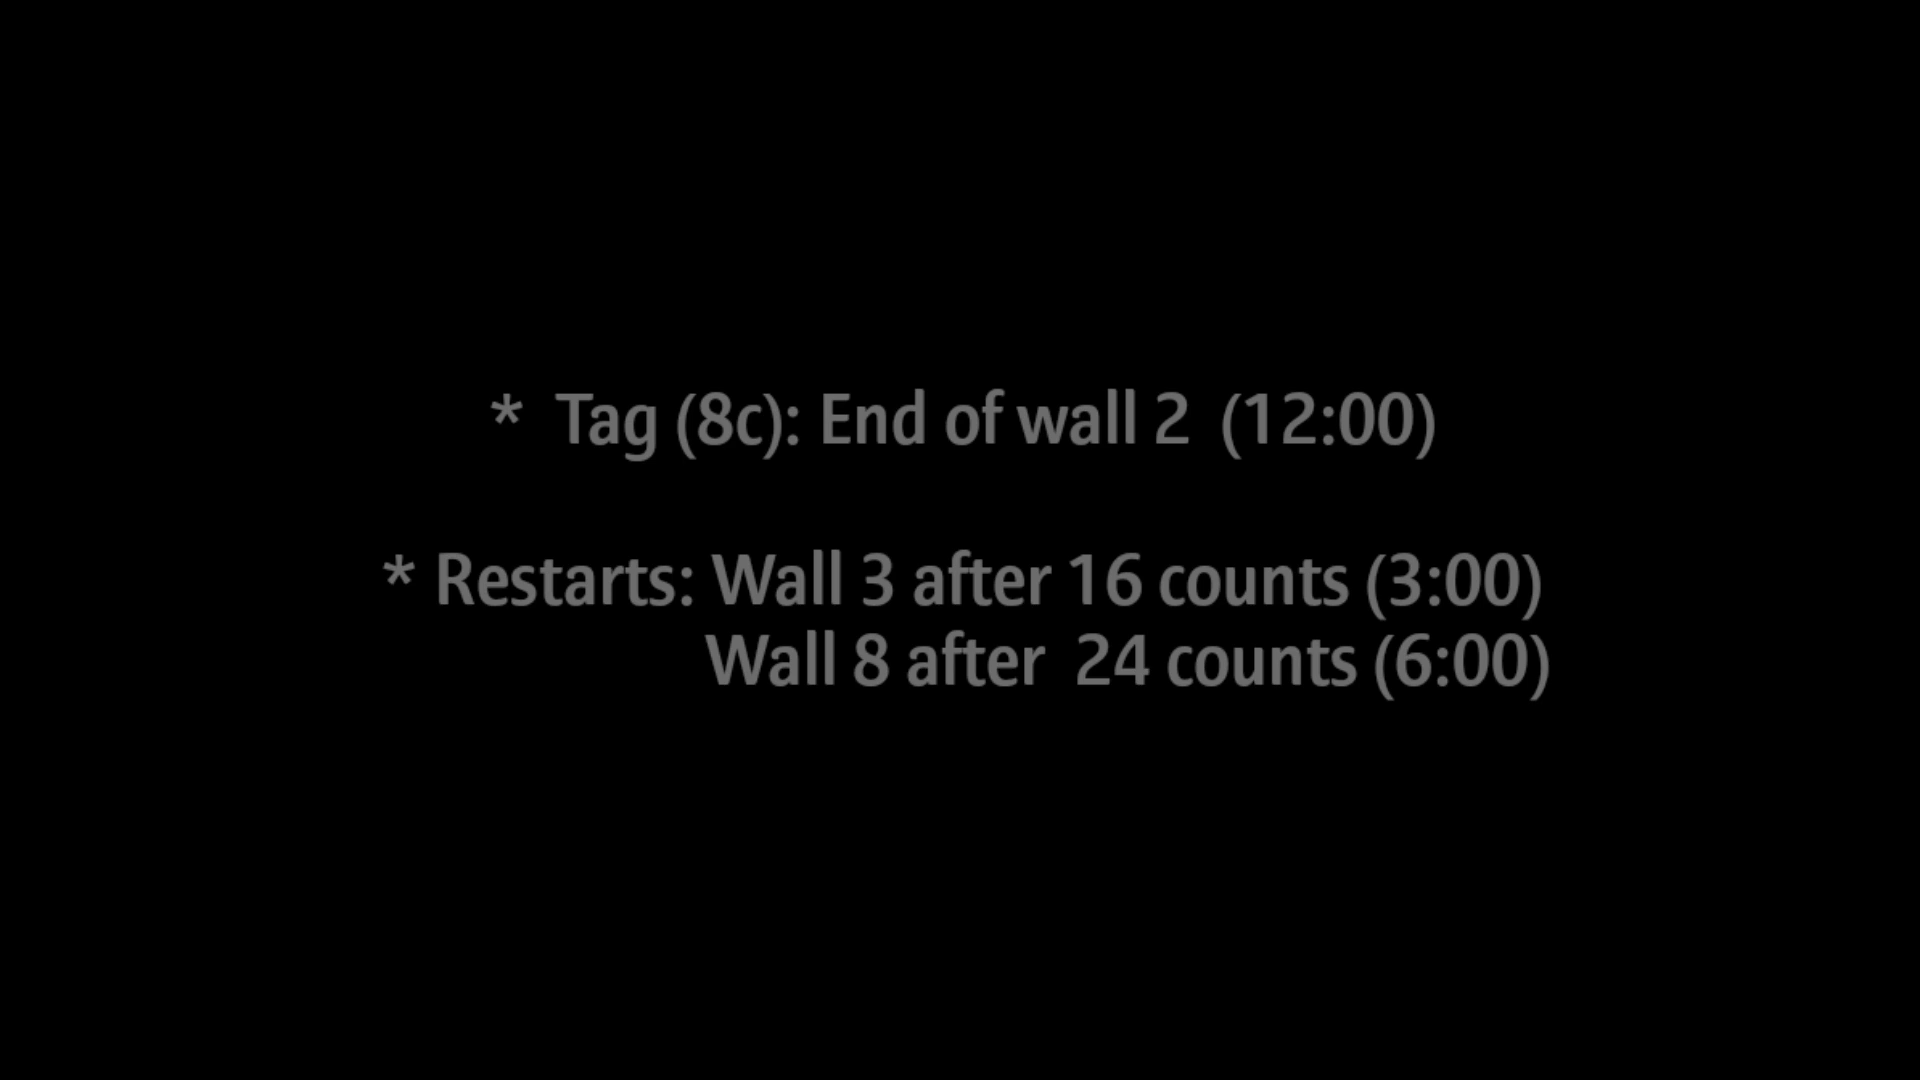 * Tag (8c): End of wall 2 (12:00)
* Restarts: Wall 3 after 16 counts (3:00)
Wall 8 after 24 counts (6:00)